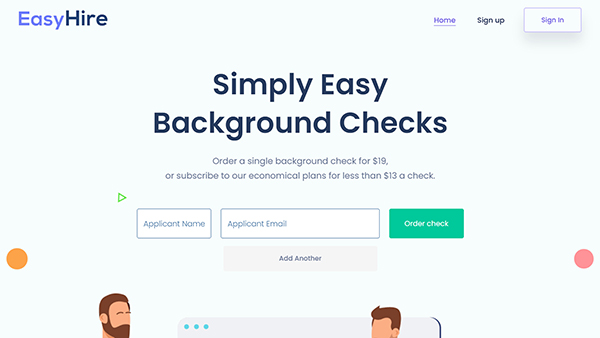 EasyHire
Home
Sign up
Sign In
Simply Easy
Background Checks
Order a single background check for $19,
or subscribe to our economical plans for less than $13 a check.
Applicant Name
Applicant Email
Order check
Add Another